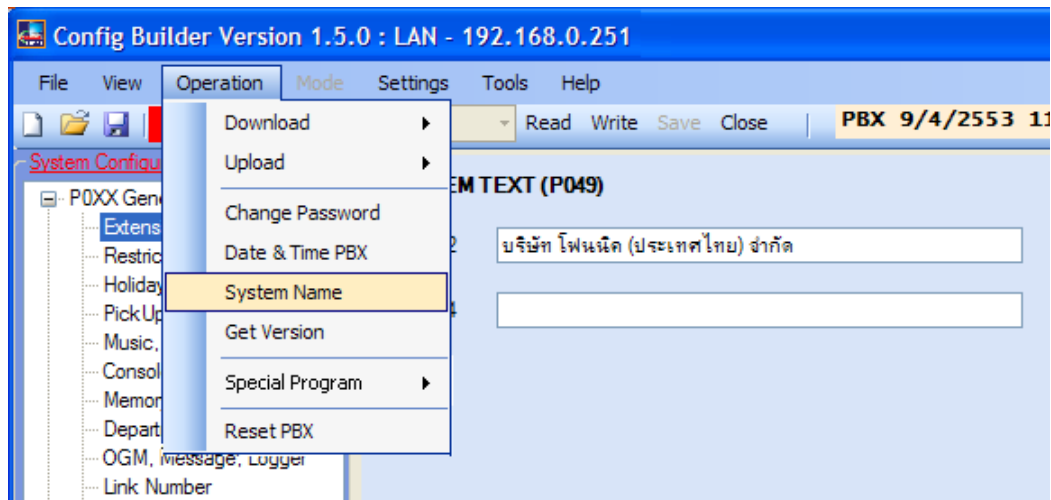 Config Builder Version 1.5.0 : LAN - 192.168.0.251
File View Operation Mode Settings Tools Help
Read Write Save Close PBX 9/4/2553 11
System Configu
P0XX Gene
Extens
Restric
Holiday
PickUp
Music,
Consol
Memor
Depart
OGM, Message, Logger
Link Number
Download
Upload
Change Password
Date & Time PBX
System Name
Get Version
Special Program
Reset PBX
EM TEXT (P049)
2 บริษัท โฟนนิค (ประเทศไทย) จำกัด
4